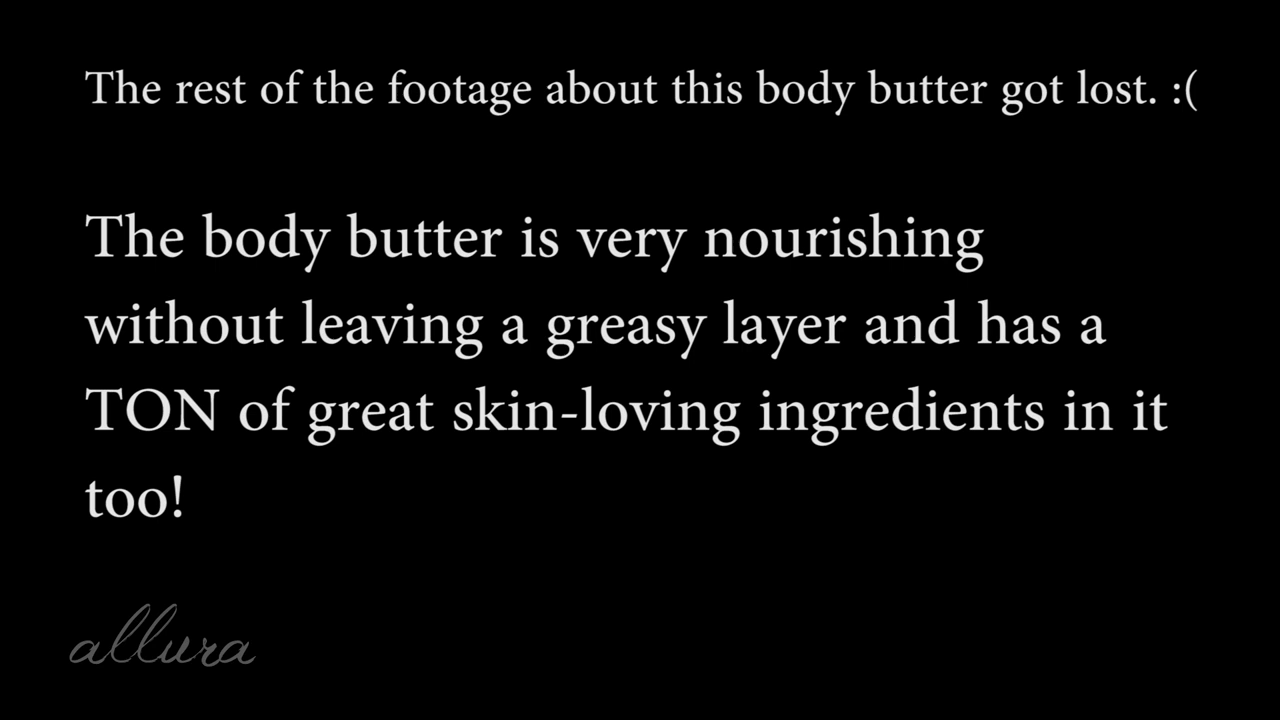 The rest of the footage about this body butter got lost. :(
The body butter is very nourishing
without leaving a greasy layer and has a
TON of great skin-loving ingredients in it
too!
allura